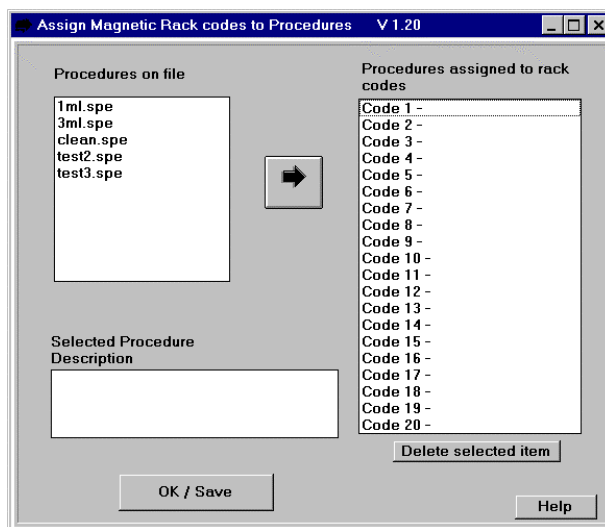 Assign Magnetic Rack codes to Procedures V 1.20
Procedures on file
1ml.spe
3ml.spe
clean.spe
test2.spe
test3.spe
Procedures assigned to rack
codes
Code 1 -
Code 2 -
Code 3 -
Code 4 -
Code 5 -
Code 6 -
Code 7 -
Code 8 -
Code 9 -
Code 10 -
Code 11 -
Code 12 -
Code 13 -
Code 14 -
Code 15 -
Code 16 -
Code 17 -
Code 18 -
Code 19 -
Code 20 -
Selected Procedure
Description
Delete selected item
OK / Save
Help